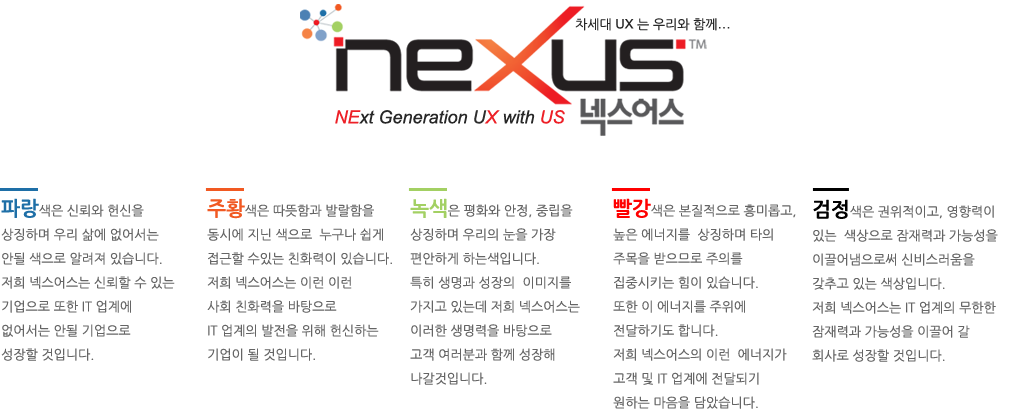 차세대 UX 는 우리와 함께...
nexus™
NExt Generation UX with US 넥스어스
파랑색은 신뢰와 헌신을
상징하며 우리 삶에 없어서는
안될 색으로 알려져 있습니다.
저희 넥스어스는 신뢰할 수 있는
기업으로 또한 IT 업계에
없어서는 안될 기업으로
성장할 것입니다.
주황색은 따뜻함과 발랄함을
동시에 지닌 색으로 누구나 쉽게
접근할 수있는 친화력이 있습니다.
저희 넥스어스는 이런 이런
사회 친화력을 바탕으로
IT 업계의 발전을 위해 헌신하는
기업이 될 것입니다.
녹색은 평화와 안정, 중립을
상징하며 우리의 눈을 가장
편안하게 하는색입니다.
특히 생명과 성장의 이미지를
가지고 있는데 저희 넥스어스는
이러한 생명력을 바탕으로
고객 여러분과 함께 성장해
나갈것입니다.
빨강색은 본질적으로 흥미롭고,
높은 에너지를 상징하며 타의
주목을 받으므로 주의를
집중시키는 힘이 있습니다.
또한 이 에너지를 주위에
전달하기도 합니다.
저희 넥스어스의 이런 에너지가
고객 및 IT 업계에 전달되기
원하는 마음을 담았습니다.
검정색은 권위적이고, 영향력이
있는 색상으로 잠재력과 가능성을
이끌어냄으로써 신비스러움을
갖추고 있는 색상입니다.
저희 넥스어스는 IT 업계의 무한한
잠재력과 가능성을 이끌어 갈
회사로 성장할 것입니다.